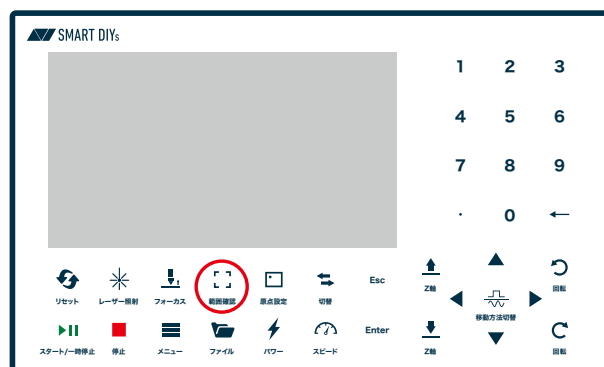 SMART DIYs
1 2 3
4 5 6
7 8 9
. 0
リセット レーザー照射 フォーカス 範囲確認 原点設定 切替 Esc Z軸 回転
移動方法切替
スタート/一時停止 停止 メニュー ファイル パワー スピード Enter Z軸 回転